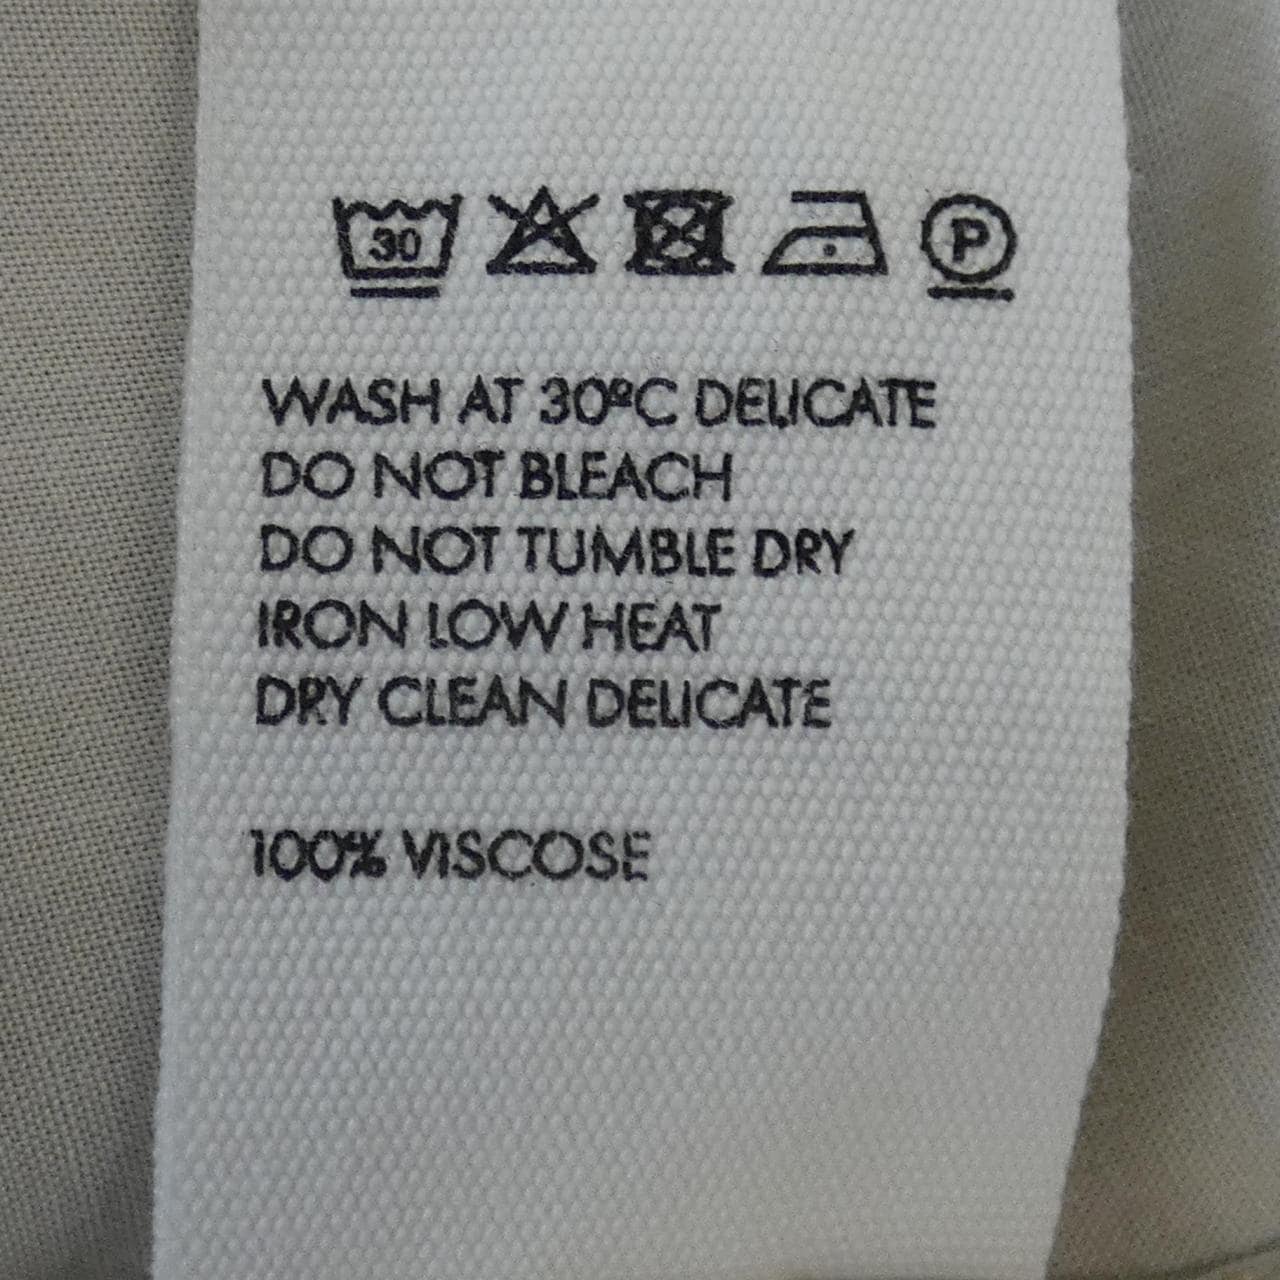 30 P
WASH AT 30ºC DELICATE
DO NOT BLEACH
DO NOT TUMBLE DRY
IRON LOW HEAT
DRY CLEAN DELICATE
100% VISCOSE